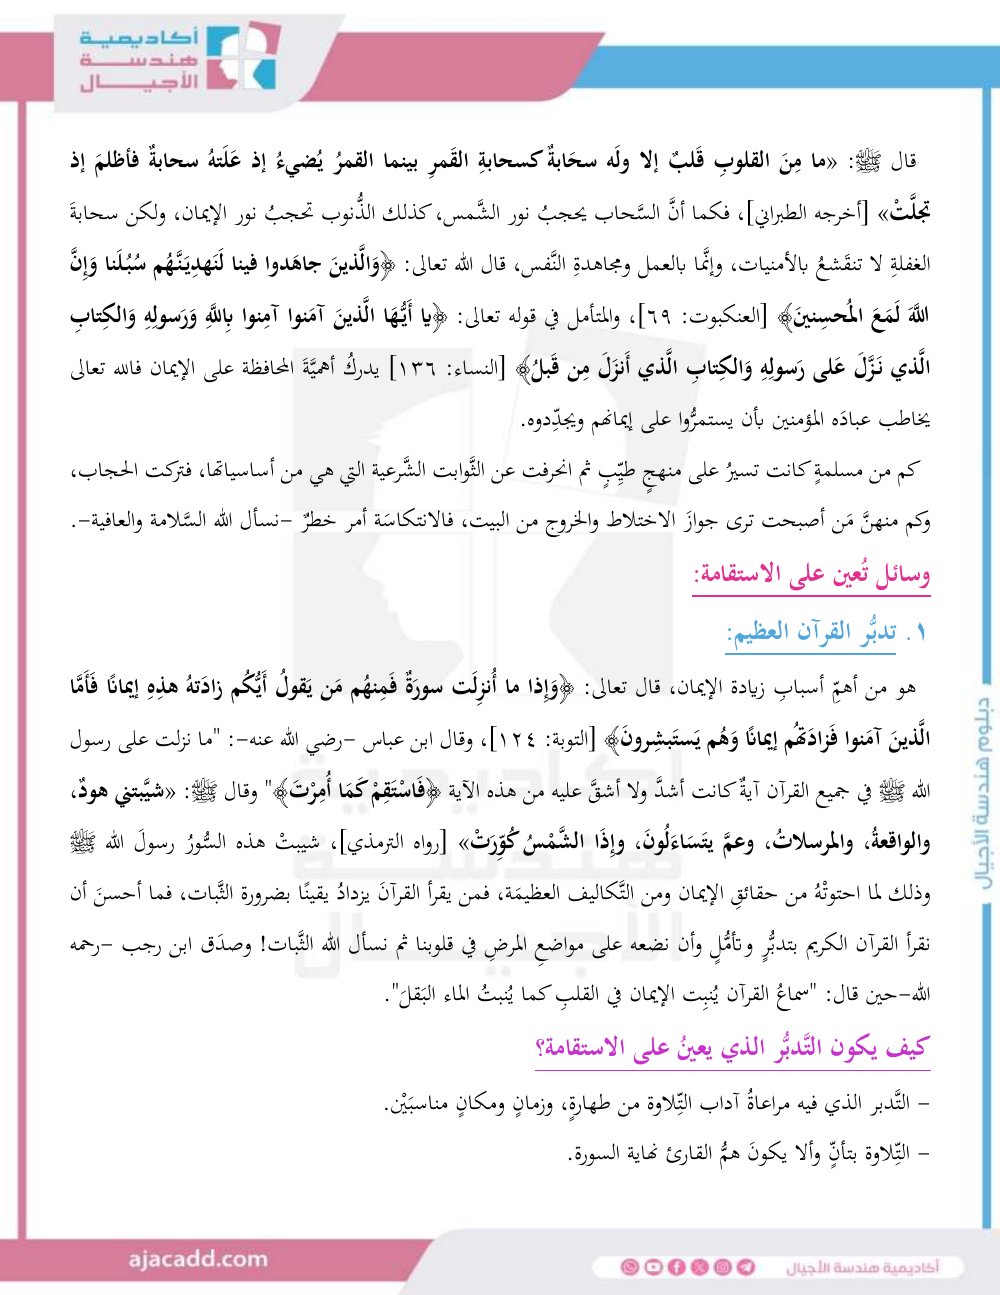 أكاديمية
هندسة
الأجيال
قال ﷺ: «ما مِنَ القلوبِ قَلبٌ إلا ولَه سحَابةٌ كسحابةِ القَمرِ بينما القمرُ يُضيءُ إذ عَلَتهُ سحابةٌ فأظلمَ إذ
تجلَّتْ» [أخرجه الطبراني]، فكما أنَّ السَّحاب يحجبُ نور الشَّمس، كذلك الذُّنوب تحجبُ نور الإيمان، ولكن سحابةَ
الغفلةِ لا تنقَشعُ بالأمنيات، وإنَّما بالعمل ومجاهدةِ النَّفس، قال الله تعالى: ﴿وَالَّذينَ جاهَدوا فينا لَنَهدِيَنَّهُم سُبُلَنا وَإِنَّ
اللَّهَ لَمَعَ المُحسِنينَ﴾ [العنكبوت: ٦٩]، والمتأمل في قوله تعالى: ﴿يا أَيُّهَا الَّذينَ آمَنوا آمِنوا بِاللَّهِ وَرَسولِهِ وَالكِتابِ
الَّذي نَزَّلَ عَلى رَسولِهِ وَالكِتابِ الَّذي أَنزَلَ مِن قَبلُ﴾ [النساء: ١٣٦] يدركُ أهميَّةَ المحافظة على الإيمان فالله تعالى
يخاطب عبادَه المؤمنين بأن يستمرُّوا على إيمانهم ويجدِّدوه.
كم من مسلمةٍ كانت تسيرُ على منهجٍ طيِّبٍ ثم انحرفت عن الثَّوابت الشَّرعية التي هي من أساسياتها، فتركت الحجاب،
وكم منهنَّ مَن أصبحت ترى جوازَ الاختلاط والخروج من البيت، فالانتكاسَة أمر خطرٌ –نسأل الله السَّلامة والعافية–.
وسائل تُعين على الاستقامة:
١. تدبُّر القرآن العظيم:
هو من أهمِّ أسبابِ زيادة الإيمان، قال تعالى: ﴿وَإِذا ما أُنزِلَت سورَةٌ فَمِنهُم مَن يَقولُ أَيُّكُم زادَتهُ هذِهِ إيمانًا فَأَمَّا
الَّذينَ آمَنوا فَزادَتهُم إيمانًا وَهُم يَستَبشِرونَ﴾ [التوبة: ١٢٤]، وقال ابن عباس –رضي الله عنه–: "ما نزلت على رسول
الله ﷺ في جميع القرآن آيةٌ كانت أشدَّ ولا أشقَّ عليه من هذه الآية ﴿فَاسْتَقِمْ كَمَا أُمِرْتَ﴾" وقال ﷺ: «شيَّبتني هودٌ،
والواقعةُ، والمرسلاتُ، وعمَّ يتَسَاءَلُونَ، وإِذَا الشَّمْسُ كُوِّرَتْ» [رواه الترمذي]، شيبتْ هذه السُّورُ رسولَ الله ﷺ
وذلك لما احتوتْهُ من حقائقِ الإيمان ومن التَّكاليف العظيمَة، فمن يقرأ القرآنَ يزدادُ يقينًا بضرورة الثَّبات، فما أحسنَ أن
نقرأ القرآن الكريم بتدبُّرٍ وتأمُّلٍ وأن نضعه على مواضعِ المرضِ في قلوبنا ثم نسأل الله الثَّبات! وصدَق ابن رجب –رحمه
الله–حين قال: "سماعُ القرآن يُنبِت الإيمان في القلبِ كما يُنبتُ الماء البَقلَ".
كيف يكون التَّدبُّر الذي يعينُ على الاستقامة؟
– التَّدبر الذي فيه مراعاةُ آداب التِّلاوة من طهارةٍ، وزمانٍ ومكانٍ مناسبَيْن.
– التِّلاوة بتأنٍّ وألا يكونَ همُّ القارئ نهاية السورة.
دبلوم هندسة الأجيال
أكاديمية هندسة الأجيال
ajacadd.com